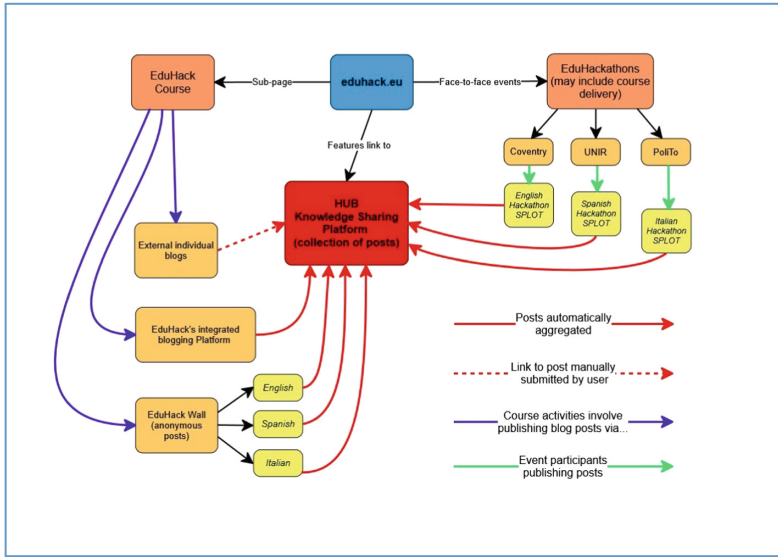 EduHack
Course
Sub-page
eduhack.eu
Face-to-face events
EduHackathons
(may include course
delivery)
Features link to
Coventry
UNIR
PoliTo
English
Hackathon
SPLOT
Spanish
Hackathon
SPLOT
Italian
Hackathon
SPLOT
HUB
Knowledge Sharing
Platform
(collection of posts)
External individual
blogs
EduHack's integrated
blogging Platform
EduHack Wall
(anonymous
posts)
English
Spanish
Italian
Posts automatically
aggregated
Link to post manually
submitted by user
Course activities involve
publishing blog posts via...
Event participants
publishing posts